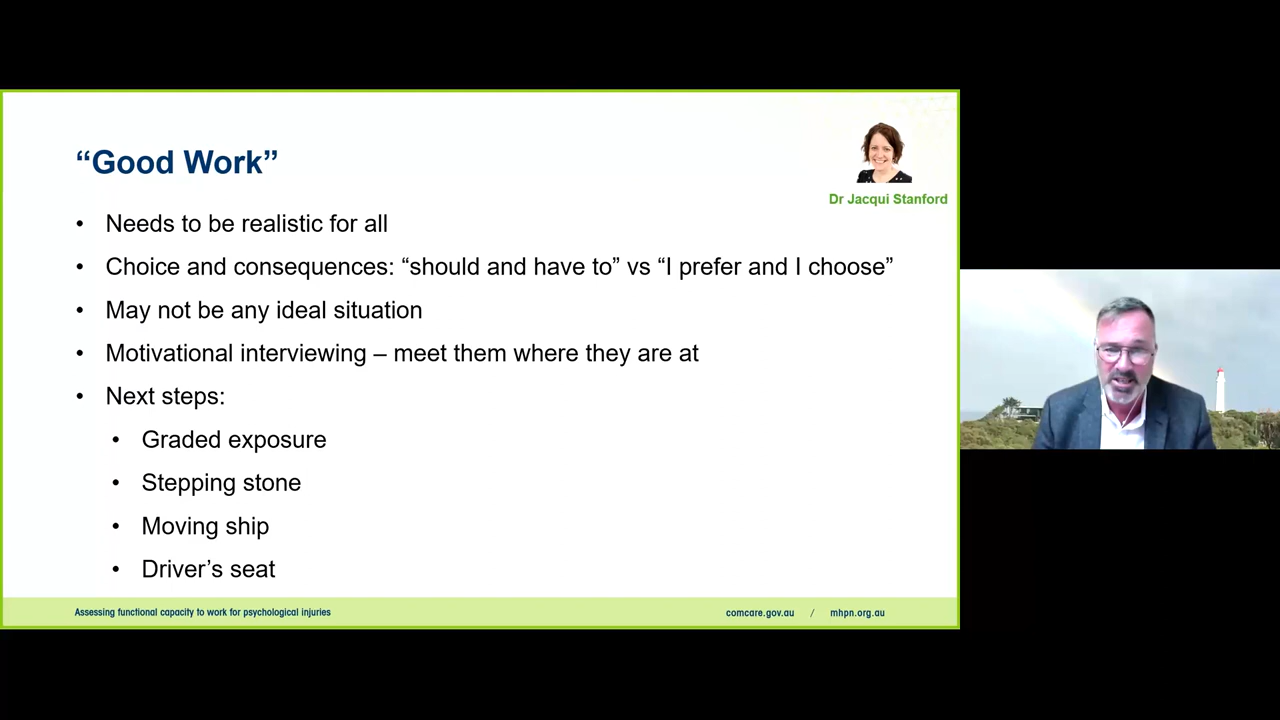 “Good Work”
Dr Jacqui Stanford
• Needs to be realistic for all
• Choice and consequences: “should and have to” vs “I prefer and I choose”
• May not be any ideal situation
• Motivational interviewing – meet them where they are at
• Next steps:
• Graded exposure
• Stepping stone
• Moving ship
• Driver’s seat
Assessing functional capacity to work for psychological injuries
comcare.gov.au / mhpn.org.au